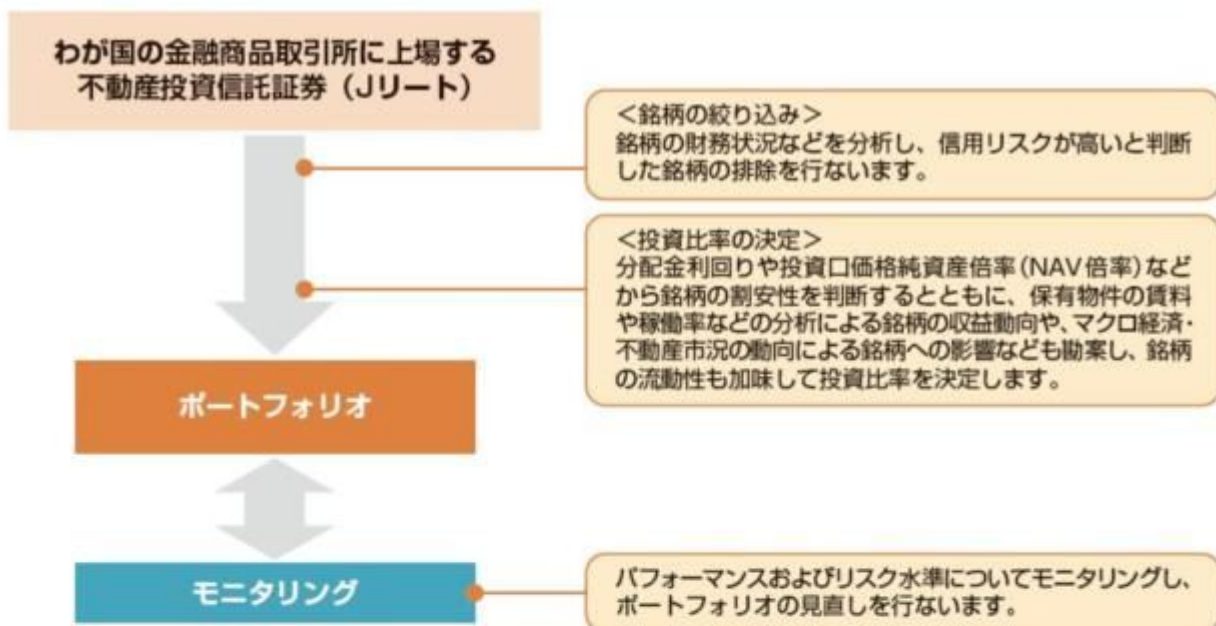 わが国の金融商品取引所に上場する
不動産投資信託証券（Jリート）
＜銘柄の絞り込み＞
銘柄の財務状況などを分析し、信用リスクが高いと判断
した銘柄の排除を行ないます。
＜投資比率の決定＞
分配金利回りや投資口価格純資産倍率（NAV倍率）など
から銘柄の割安性を判断するとともに、保有物件の賃料
や稼働率などの分析による銘柄の収益動向や、マクロ経済・
不動産市況の動向による銘柄への影響なども勘案し、銘柄
の流動性も加味して投資比率を決定します。
ポートフォリオ
モニタリング
パフォーマンスおよびリスク水準についてモニタリングし、
ポートフォリオの見直しを行ないます。